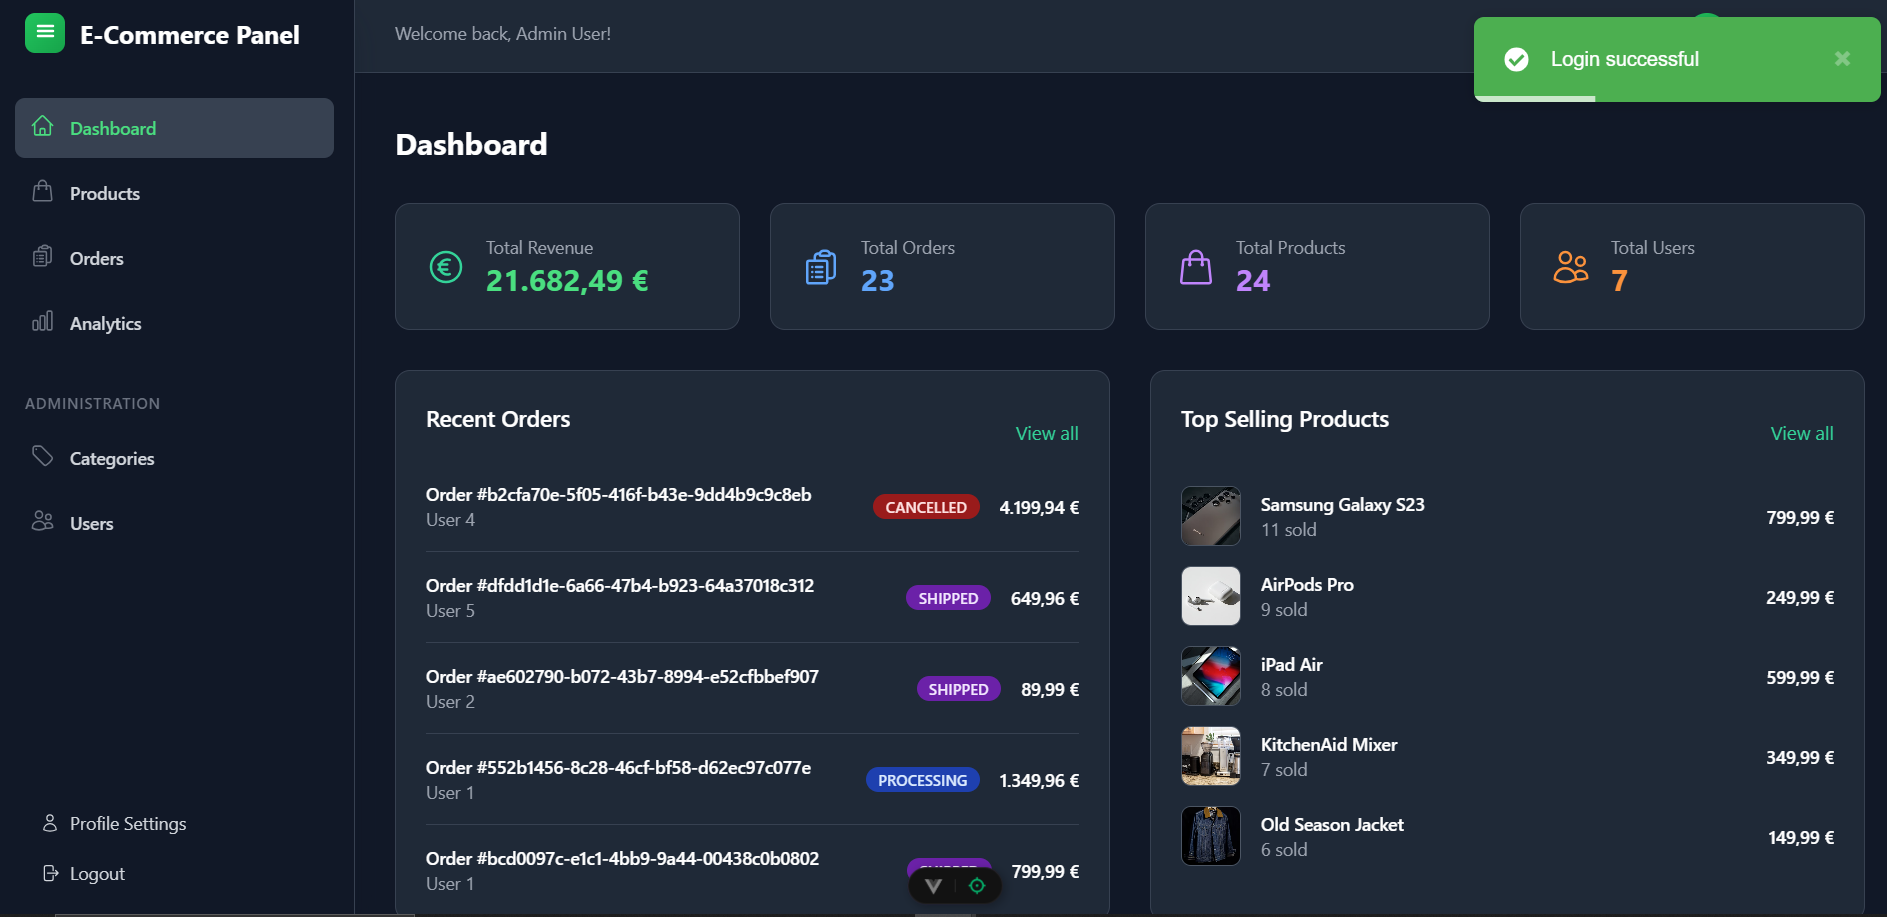 E-Commerce Panel
Welcome back, Admin User!
Login successful
Dashboard
Products
Orders
Analytics
ADMINISTRATION
Categories
Users
Profile Settings
Logout
Dashboard
Total Revenue
21.682,49 €
Total Orders
23
Total Products
24
Total Users
7
Recent Orders
View all
Order #b2cfa70e-5f05-416f-b43e-9dd4b9c9c8eb
User 4
CANCELLED
4.199,94 €
Order #dfdd1d1e-6a66-47b4-b923-64a37018c312
User 5
SHIPPED
649,96 €
Order #ae602790-b072-43b7-8994-e52cfbbef907
User 2
SHIPPED
89,99 €
Order #552b1456-8c28-46cf-bf58-d62ec97c077e
User 1
PROCESSING
1.349,96 €
Order #bcd0097c-e1c1-4bb9-9a44-00438c0b0802
User 1
SHIPPED
799,99 €
Top Selling Products
View all
Samsung Galaxy S23
11 sold
799,99 €
AirPods Pro
9 sold
249,99 €
iPad Air
8 sold
599,99 €
KitchenAid Mixer
7 sold
349,99 €
Old Season Jacket
6 sold
149,99 €